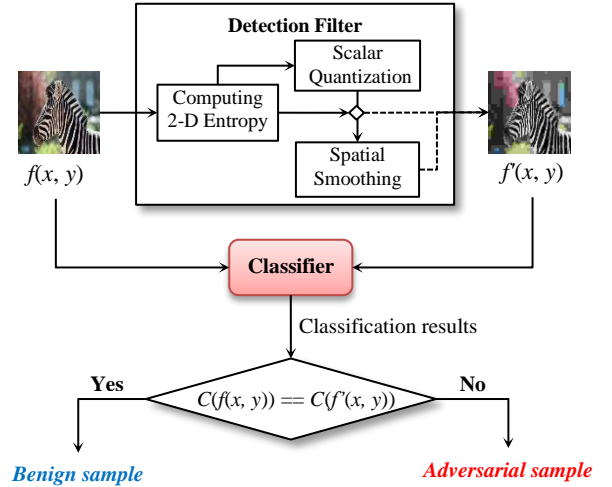 Detection Filter
Scalar
Quantization
Computing
2-D Entropy
Spatial
Smoothing
f(x, y)
f'(x, y)
Classifier
Classification results
Yes
No
C(f(x, y)) == C(f'(x, y))
Benign sample
Adversarial sample